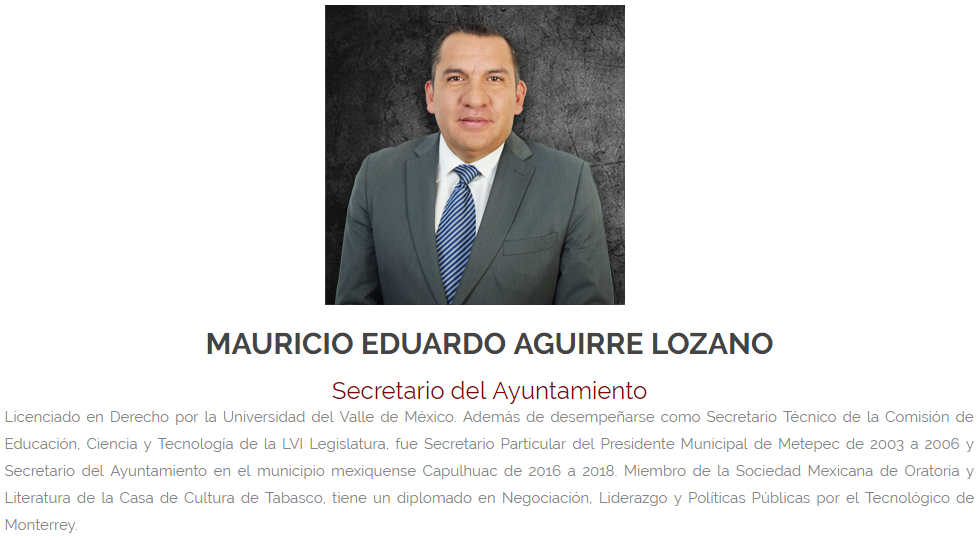 MAURICIO EDUARDO AGUIRRE LOZANO
Secretario del Ayuntamiento
Licenciado en Derecho por la Universidad del Valle de México. Además de desempeñarse como Secretario Técnico de la Comisión de
Educación, Ciencia y Tecnología de la LVI Legislatura, fue Secretario Particular del Presidente Municipal de Metepec de 2003 a 2006 y
Secretario del Ayuntamiento en el municipio mexiquense Capulhuac de 2016 a 2018. Miembro de la Sociedad Mexicana de Oratoria y
Literatura de la Casa de Cultura de Tabasco, tiene un diplomado en Negociación, Liderazgo y Políticas Públicas por el Tecnológico de
Monterrey.